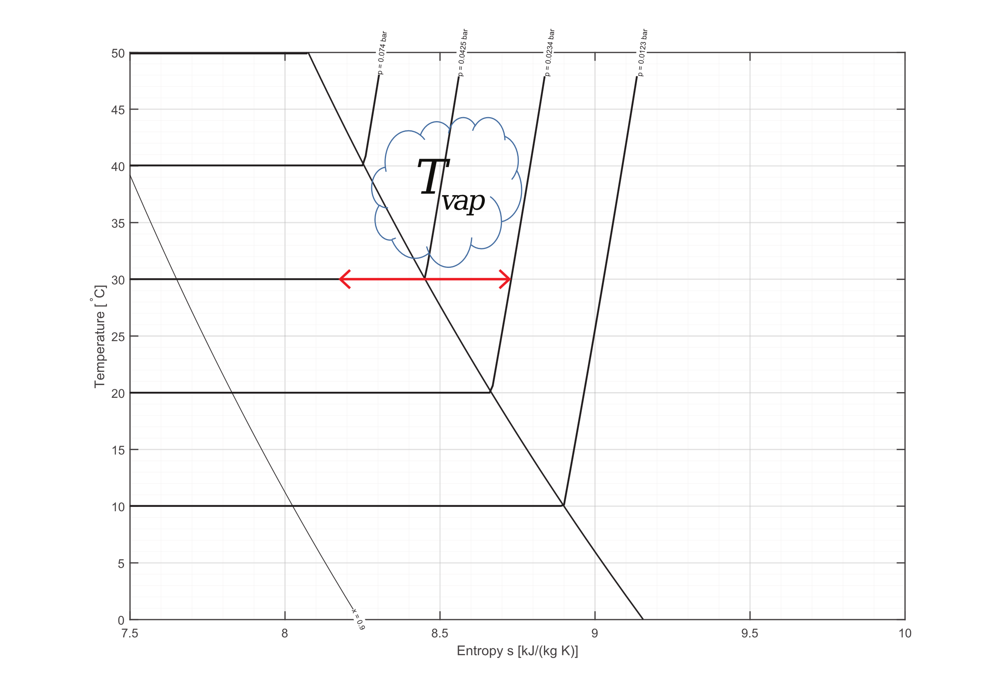 p = 0.074 bar
p = 0.0425 bar
p = 0.0234 bar
p = 0.0123 bar
50
45
40
35
30
25
20
15
10
5
0
Temperature [°C]
T_vap
x = 0.9
7.5
8
8.5
9
9.5
10
Entropy s [kJ/(kg K)]